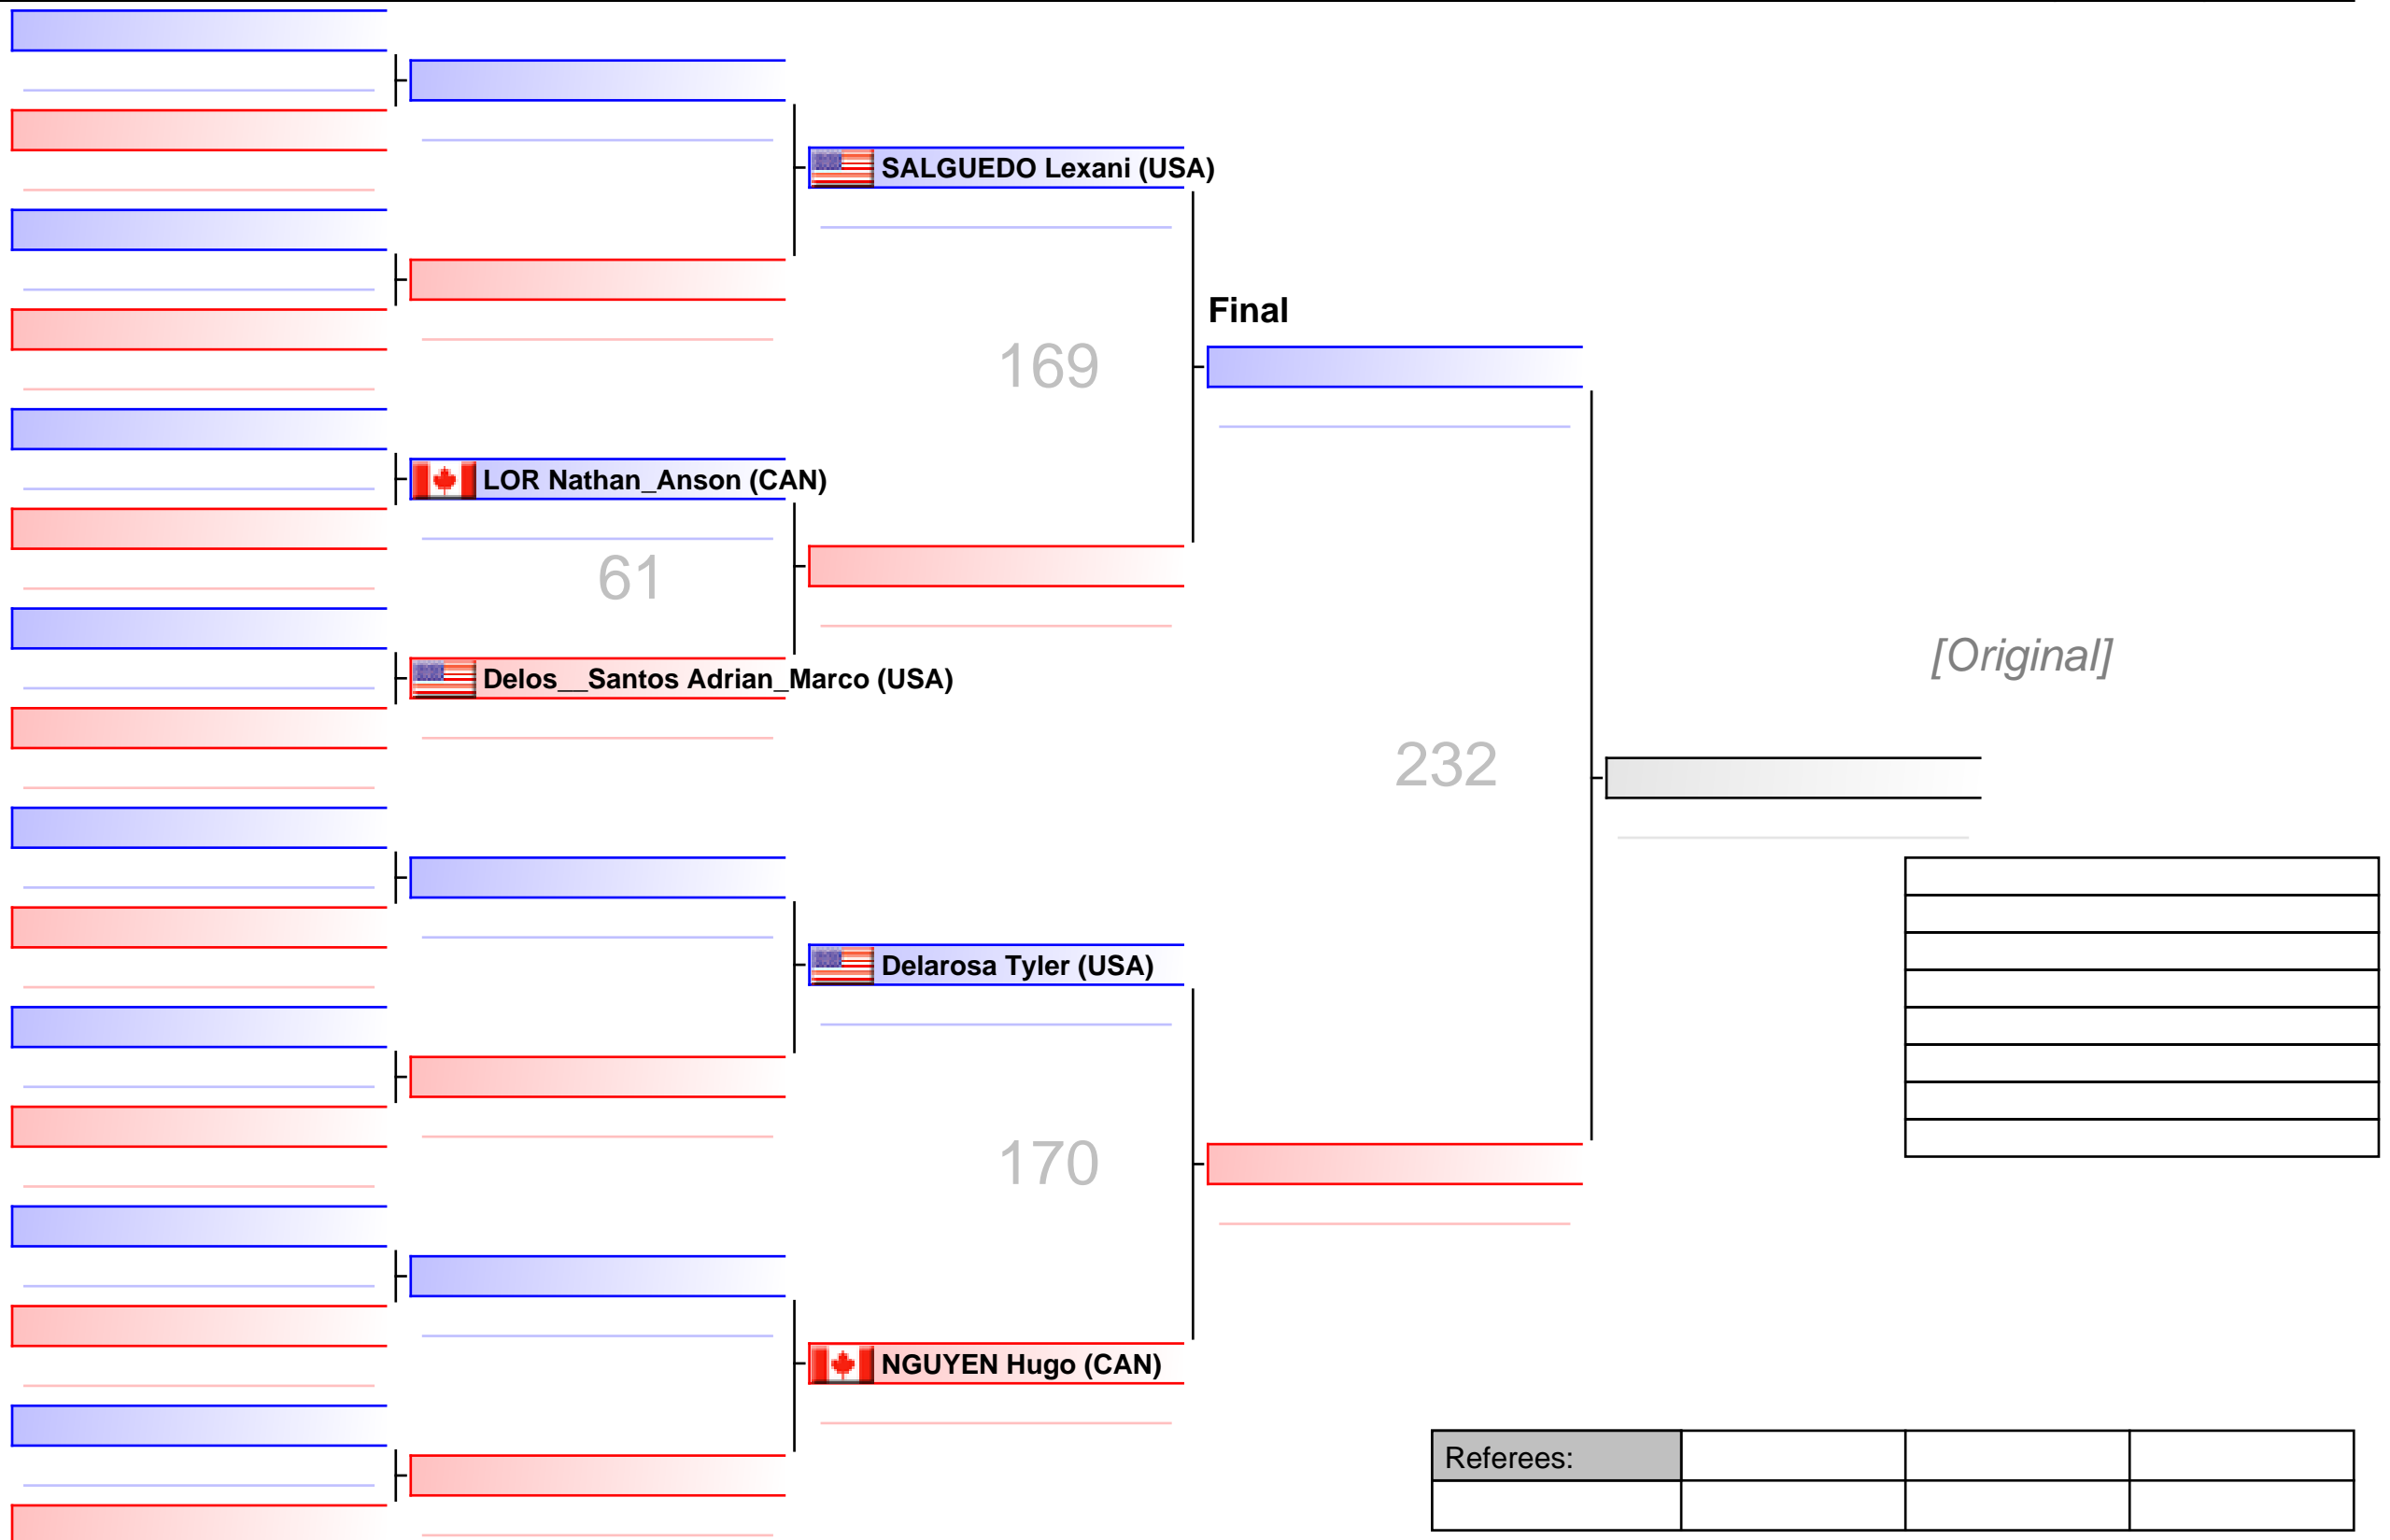 SALGUEDO Lexani (USA)
Final
169
LOR Nathan_Anson (CAN)
61
[Original]
Delos__Santos Adrian_Marco (USA)
232
Delarosa Tyler (USA)
170
NGUYEN Hugo (CAN)
Referees: